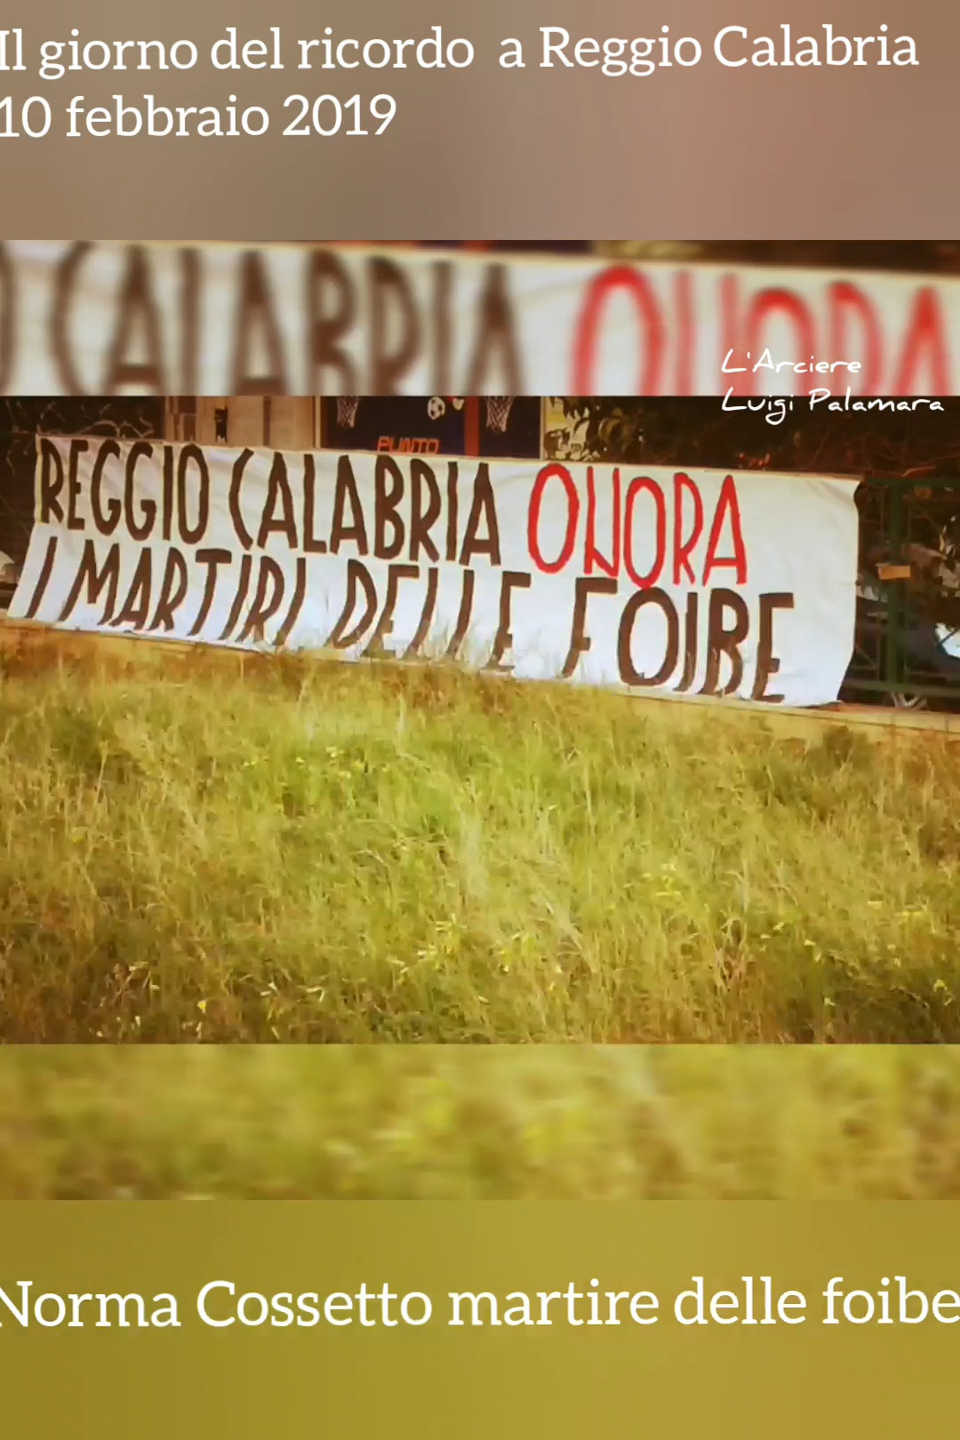 Il giorno del ricordo a Reggio Calabria
10 febbraio 2019
CALABRIA ONORA
L'Arciere
Luigi Palamara
PUNTO
REGGIO CALABRIA ONORA
I MARTIRI DELLE FOIBE
Norma Cossetto martire delle foibe